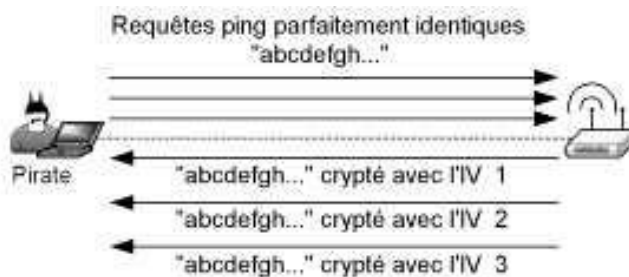 Requêtes ping parfaitement identiques
"abcdefgh..."
Pirate
"abcdefgh..." crypté avec l'IV 1
"abcdefgh..." crypté avec l'IV 2
"abcdefgh..." crypté avec l'IV 3